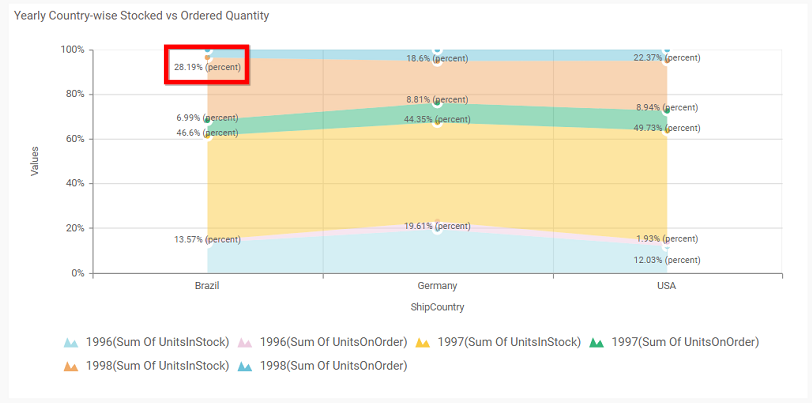 Yearly Country-wise Stocked vs Ordered Quantity
100%
80%
60%
40%
20%
0%
Values
28.19% (percent)
6.99% (percent)
46.6% (percent)
13.57% (percent)
18.6% (percent)
8.81% (percent)
44.35% (percent)
19.61% (percent)
22.37% (percent)
8.94% (percent)
49.73% (percent)
1.93% (percent)
12.03% (percent)
Brazil
Germany
USA
ShipCountry
1996(Sum Of UnitsInStock) 1996(Sum Of UnitsOnOrder) 1997(Sum Of UnitsInStock) 1997(Sum Of UnitsOnOrder)
1998(Sum Of UnitsInStock) 1998(Sum Of UnitsOnOrder)